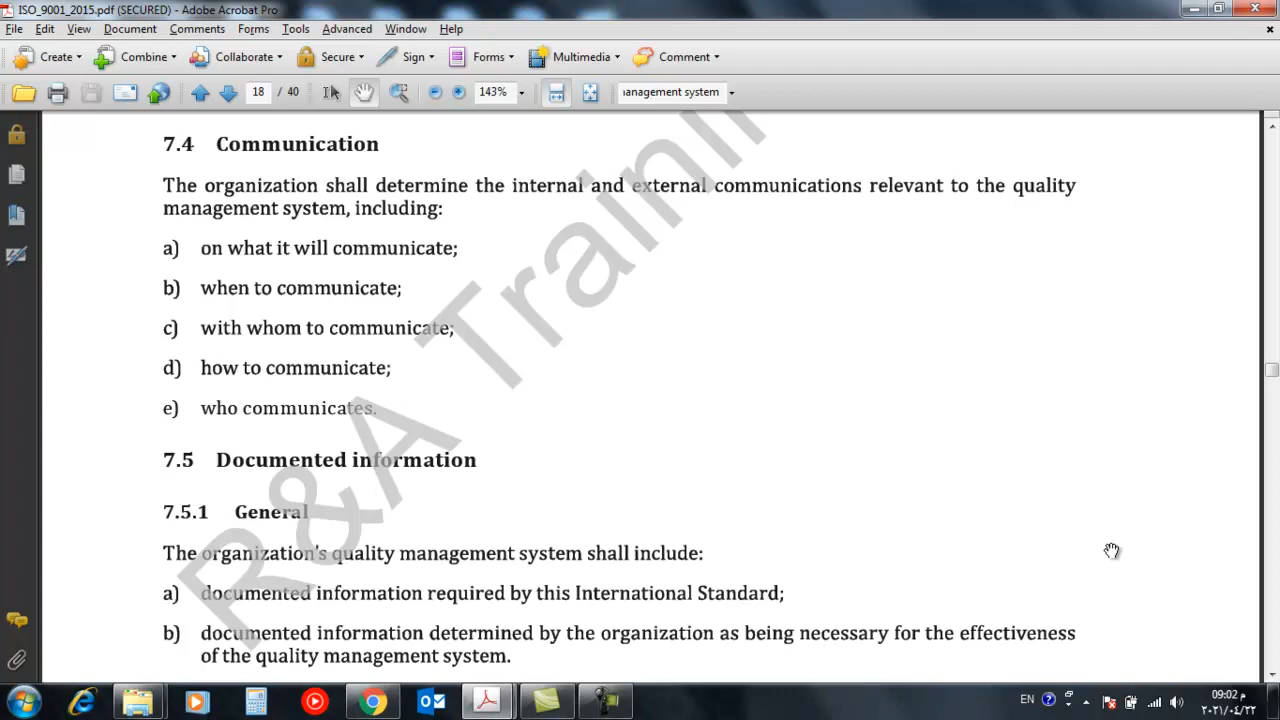 ISO_9001_2015.pdf (SECURED) - Adobe Acrobat Pro
File Edit View Document Comments Forms Tools Advanced Window Help
Create Combine Collaborate Secure Sign Forms Multimedia Comment
18 / 40 143% anagement system
7.4 Communication
The organization shall determine the internal and external communications relevant to the quality
management system, including:
a) on what it will communicate;
b) when to communicate;
c) with whom to communicate;
d) how to communicate;
e) who communicates.
7.5 Documented information
7.5.1 General
The organization's quality management system shall include:
a) documented information required by this International Standard;
b) documented information determined by the organization as being necessary for the effectiveness
of the quality management system.
R&A Traini
EN
09:02 م
٢٠٢١/٠٤/٢٢